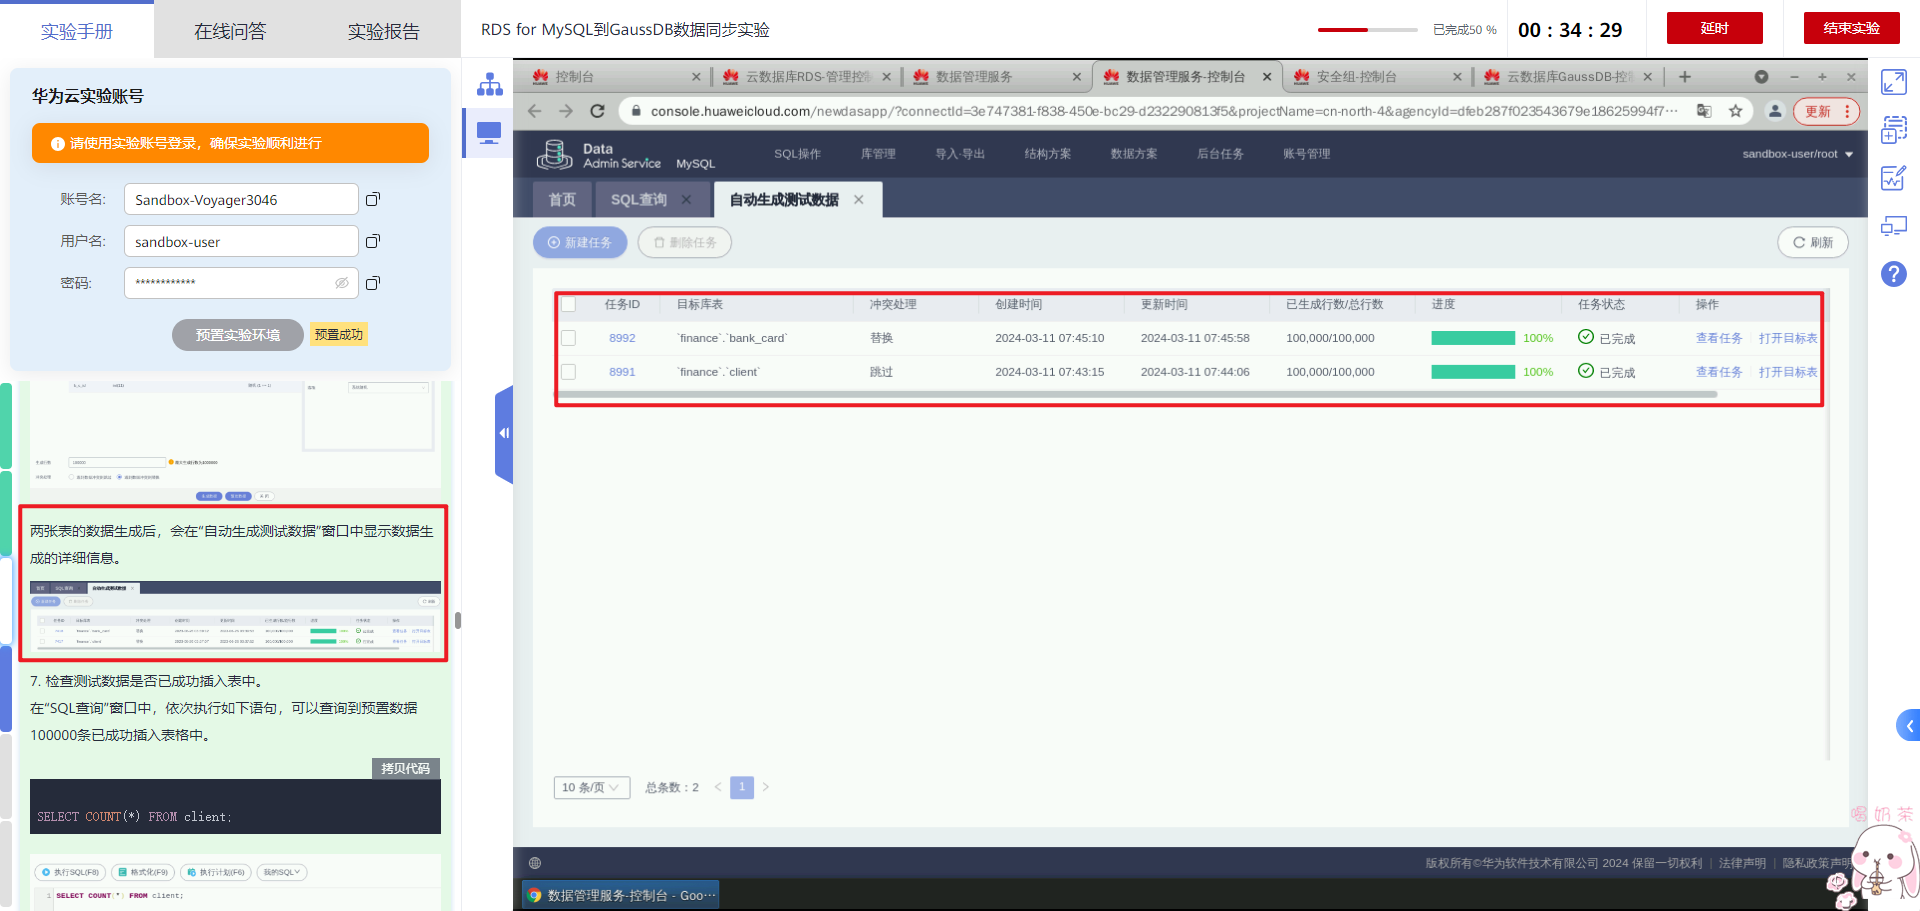 实验手册
在线问答
实验报告
RDS for MySQL到GaussDB数据同步实验
已完成50 %
00 : 34 : 29
延时
结束实验
华为云实验账号
请使用实验账号登录，确保实验顺利进行
账号名:
Sandbox-Voyager3046
用户名:
sandbox-user
密码:
************
预置实验环境
预置成功
两张表的数据生成后，会在“自动生成测试数据”窗口中显示数据生
成的详细信息。
7. 检查测试数据是否已成功插入表中。
在“SQL查询”窗口中，依次执行如下语句，可以查询到预置数据
100000条已成功插入表格中。
拷贝代码
SELECT COUNT(*) FROM client;
执行SQL(F8)
格式化(F9)
执行计划(F6)
我的SQL
1 SELECT COUNT(*) FROM client;
控制台
云数据库RDS-管理控制
数据管理服务
数据管理服务-控制台
安全组-控制台
云数据库GaussDB-控
console.huaweicloud.com/newdasapp/?connectId=3e747381-f838-450e-bc29-d232290813f5&projectName=cn-north-4&agencyId=dfeb287f023543679e18625994f7···
更新
Data
Admin Service
MySQL
SQL操作
库管理
导入·导出
结构方案
数据方案
后台任务
账号管理
sandbox-user/root
首页
SQL查询
自动生成测试数据
新建任务
删除任务
刷新
任务ID 目标库表 冲突处理 创建时间 更新时间 已生成行数/总行数 进度 任务状态 操作
8992 `finance`.`bank_card` 替换 2024-03-11 07:45:10 2024-03-11 07:45:58 100,000/100,000 100% 已完成 查看任务 打开目标表
8991 `finance`.`client` 跳过 2024-03-11 07:43:15 2024-03-11 07:44:06 100,000/100,000 100% 已完成 查看任务 打开目标表
10 条/页
总条数：2
1
版权所有©华为软件技术有限公司 2024 保留一切权利 | 法律声明 | 隐私政策声明
数据管理服务-控制台 - Goo···
喝奶茶